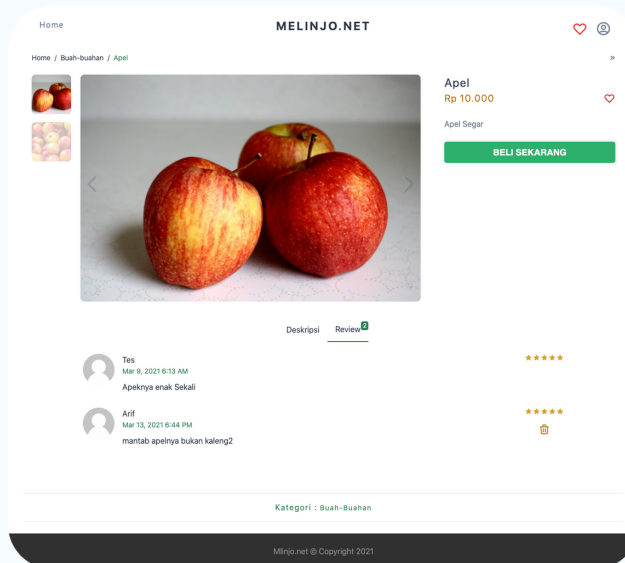 Home
MELINJO.NET
Home / Buah-buahan / Apel
»
Apel
Rp 10.000
Apel Segar
BELI SEKARANG
Deskripsi
Review 2
Tes
Mar 9, 2021 6:13 AM
Apeknya enak Sekali
Arif
Mar 13, 2021 6:44 PM
mantab apelnya bukan kaleng2
Kategori : Buah-Buahan
Mlinjo.net © Copyright 2021